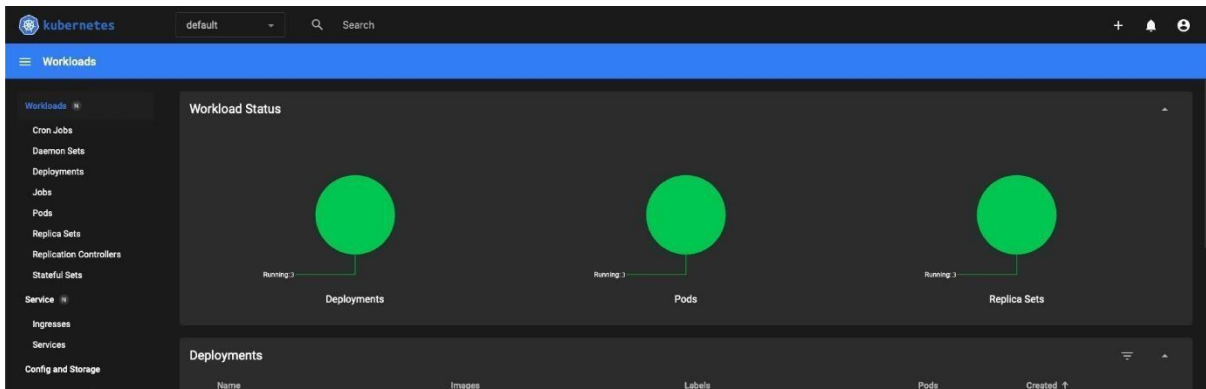 kubernetes
default
Search
Workloads
Workloads N
Cron Jobs
Daemon Sets
Deployments
Jobs
Pods
Replica Sets
Replication Controllers
Stateful Sets
Service N
Ingresses
Services
Config and Storage
Workload Status
Running: 3
Deployments
Running: 3
Pods
Running: 3
Replica Sets
Deployments
Name Images Labels Pods Created ↑